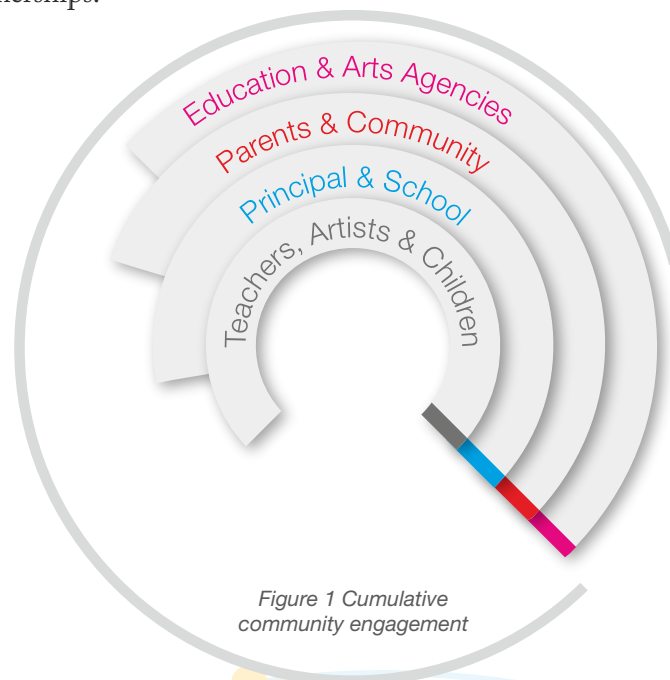 Education & Arts Agencies
Parents & Community
Principal & School
Teachers, Artists & Children
Figure 1 Cumulative
community engagement